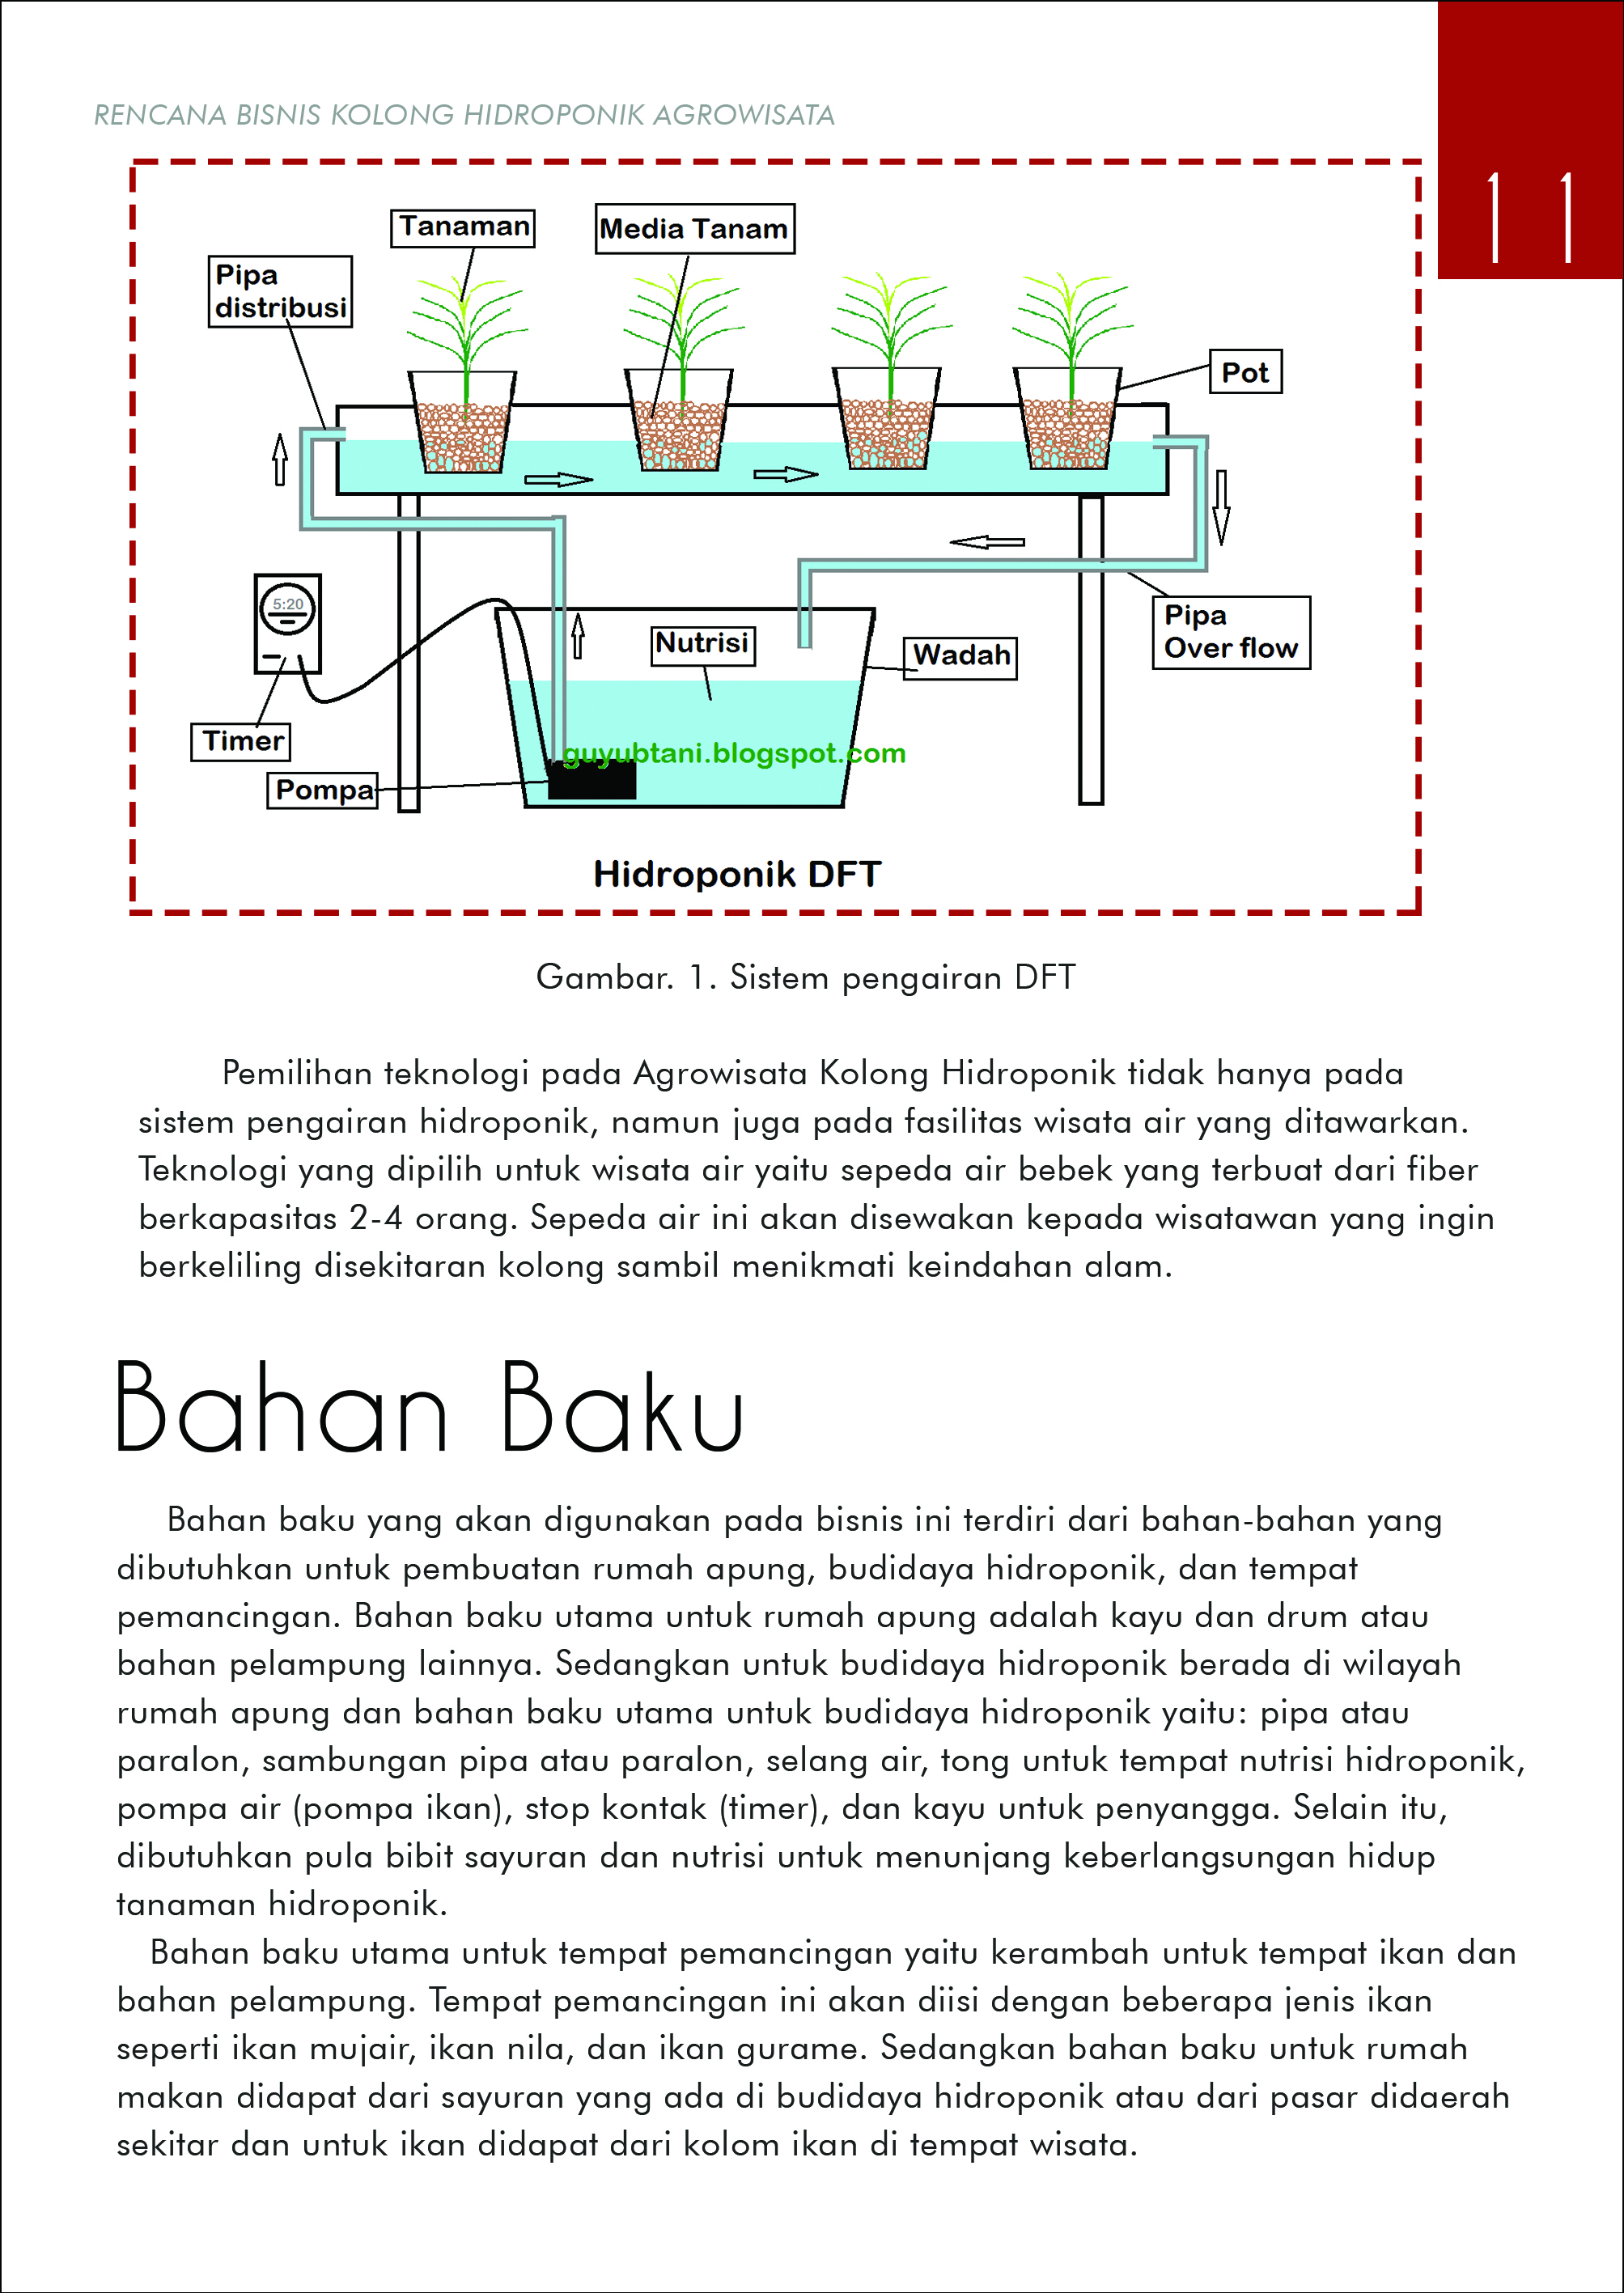 RENCANA BISNIS KOLONG HIDROPONIK AGROWISATA
11
Tanaman
Media Tanam
Pipa
distribusi
Pot
5:20
Nutrisi
Wadah
Pipa
Over flow
Timer
guyubtani.blogspot.com
Pompa
Hidroponik DFT
Gambar. 1. Sistem pengairan DFT
Pemilihan teknologi pada Agrowisata Kolong Hidroponik tidak hanya pada
sistem pengairan hidroponik, namun juga pada fasilitas wisata air yang ditawarkan.
Teknologi yang dipilih untuk wisata air yaitu sepeda air bebek yang terbuat dari fiber
berkapasitas 2-4 orang. Sepeda air ini akan disewakan kepada wisatawan yang ingin
berkeliling disekitaran kolong sambil menikmati keindahan alam.
Bahan Baku
Bahan baku yang akan digunakan pada bisnis ini terdiri dari bahan-bahan yang
dibutuhkan untuk pembuatan rumah apung, budidaya hidroponik, dan tempat
pemancingan. Bahan baku utama untuk rumah apung adalah kayu dan drum atau
bahan pelampung lainnya. Sedangkan untuk budidaya hidroponik berada di wilayah
rumah apung dan bahan baku utama untuk budidaya hidroponik yaitu: pipa atau
paralon, sambungan pipa atau paralon, selang air, tong untuk tempat nutrisi hidroponik,
pompa air (pompa ikan), stop kontak (timer), dan kayu untuk penyangga. Selain itu,
dibutuhkan pula bibit sayuran dan nutrisi untuk menunjang keberlangsungan hidup
tanaman hidroponik.
Bahan baku utama untuk tempat pemancingan yaitu kerambah untuk tempat ikan dan
bahan pelampung. Tempat pemancingan ini akan diisi dengan beberapa jenis ikan
seperti ikan mujair, ikan nila, dan ikan gurame. Sedangkan bahan baku untuk rumah
makan didapat dari sayuran yang ada di budidaya hidroponik atau dari pasar didaerah
sekitar dan untuk ikan didapat dari kolom ikan di tempat wisata.